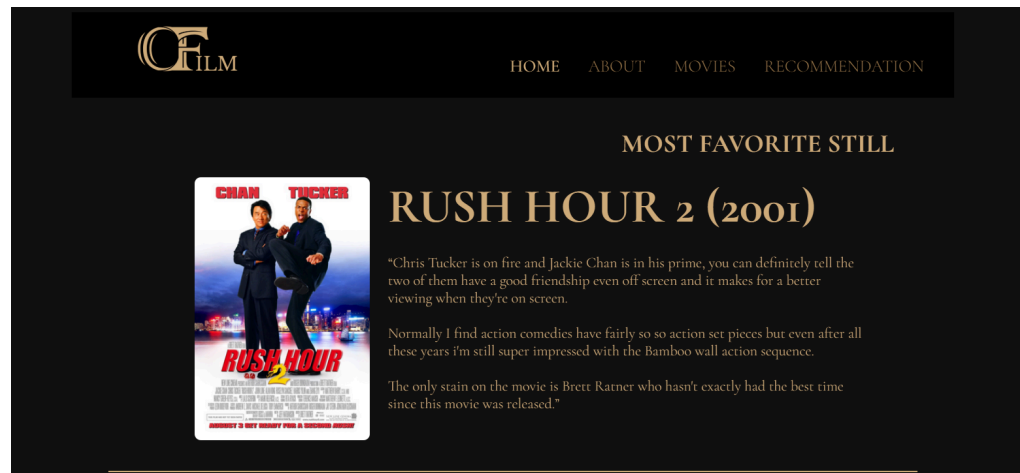 OFILM
HOME ABOUT MOVIES RECOMMENDATION
MOST FAVORITE STILL
CHAN TUCKER
RUSH HOUR 2 (2001)
“Chris Tucker is on fire and Jackie Chan is in his prime, you can definitely tell the
two of them have a good friendship even off screen and it makes for a better
viewing when they're on screen.
Normally I find action comedies have fairly so so action set pieces but even after all
these years i'm still super impressed with the Bamboo wall action sequence.
The only stain on the movie is Brett Ratner who hasn't exactly had the best time
since this movie was released.”
RUSH HOUR
2
AUGUST 3 GET READY FOR A SECOND RUSH!